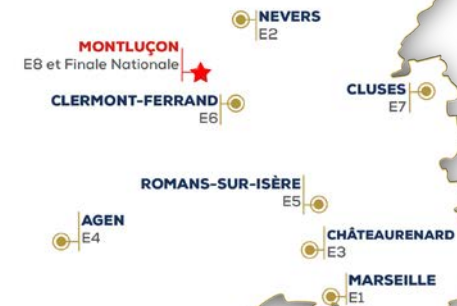 NEVERS
E2
MONTLUÇON
E8 et Finale Nationale
CLERMONT-FERRAND
E6
CLUSES
E7
ROMANS-SUR-ISÈRE
E5
AGEN
E4
CHÂTEAURENARD
E3
MARSEILLE
E1